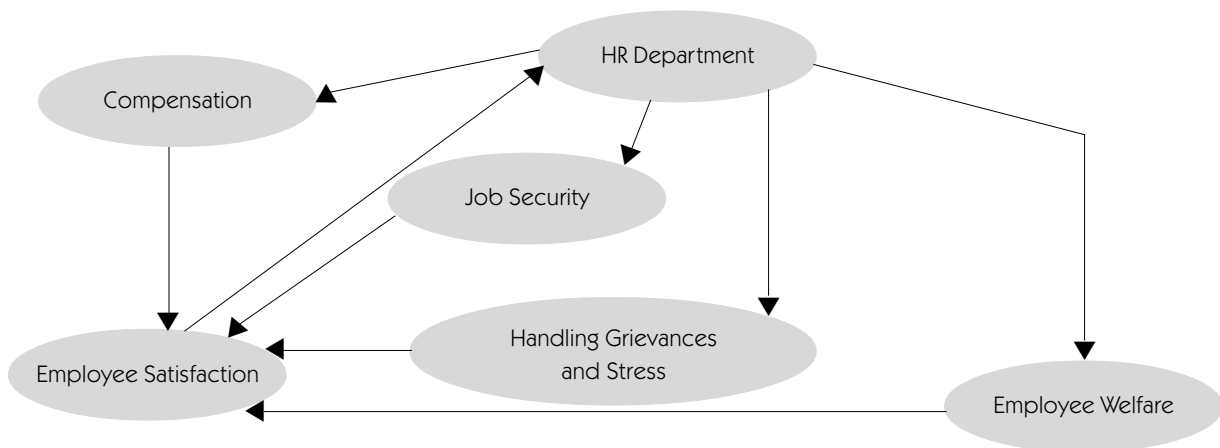 HR Department
Compensation
Job Security
Handling Grievances
and Stress
Employee Satisfaction
Employee Welfare